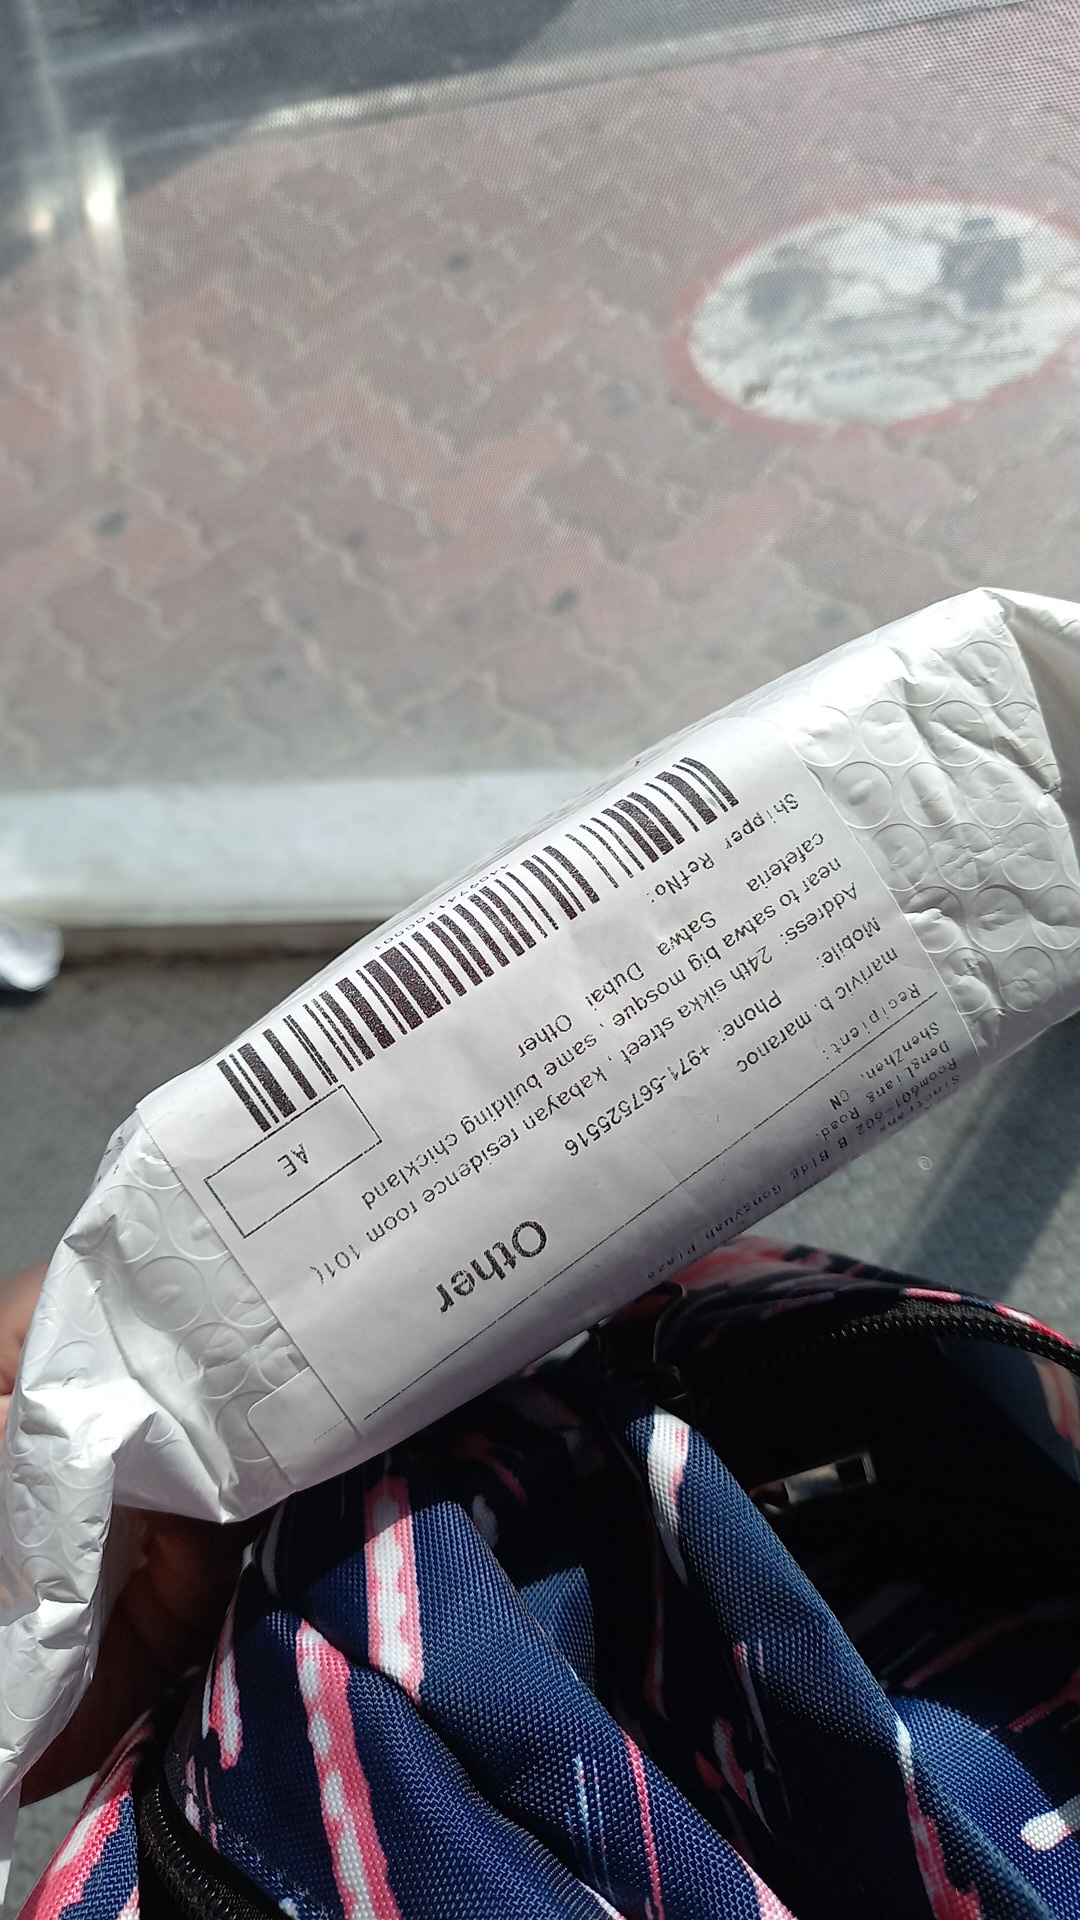 Sinotrans
Room601-602 B Bldg Gongyuan Plaza
DengLiang Road,
ShenZhen, CN
Recipient:
marivic b. maranoc
Mobile: Phone: +971-567525516
Address: 24th sikka street, kabayan residence room 101(
near to satwa big mosque , same building chickland
cafeteria Satwa Dubai Other
Shipper RefNo:
Other
AE